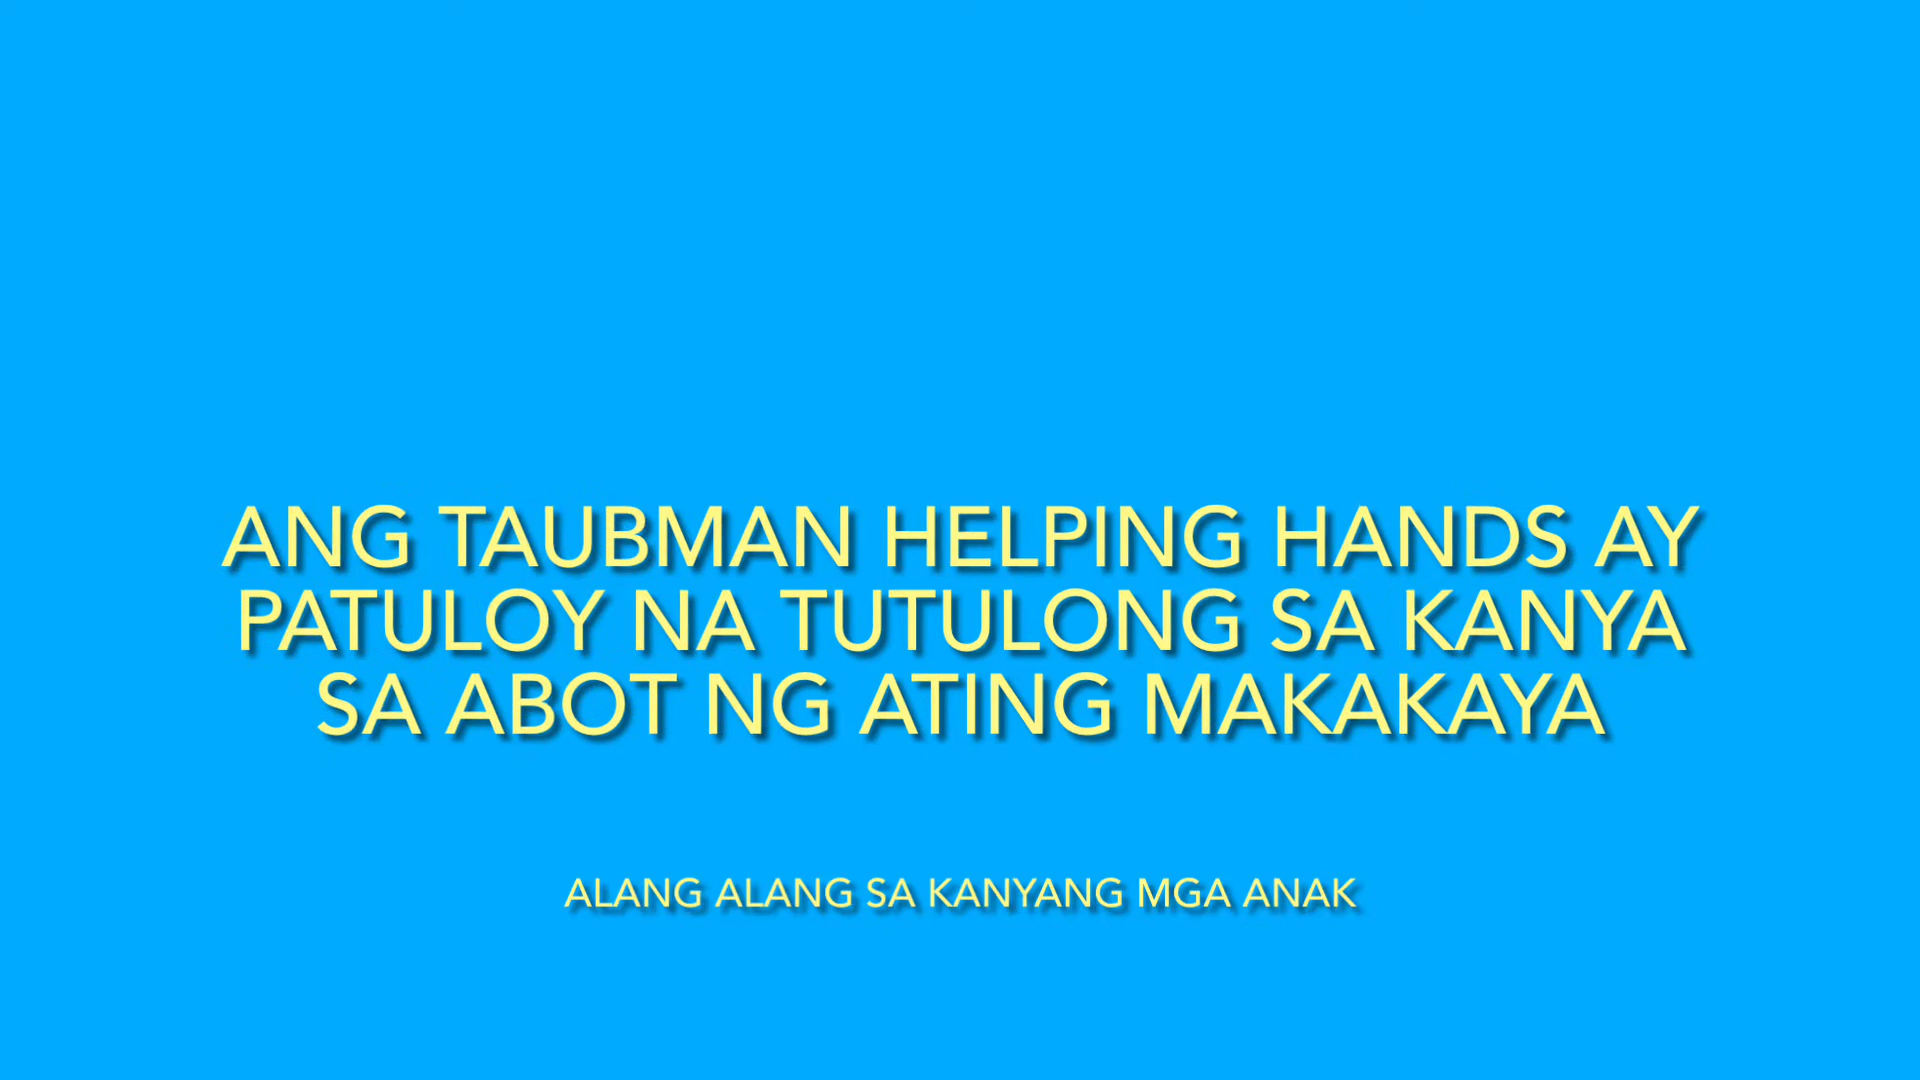 ANG TAUBMAN HELPING HANDS AY
PATULOY NA TUTULONG SA KANYA
SA ABOT NG ATING MAKAKAYA
ALANG ALANG SA KANYANG MGA ANAK